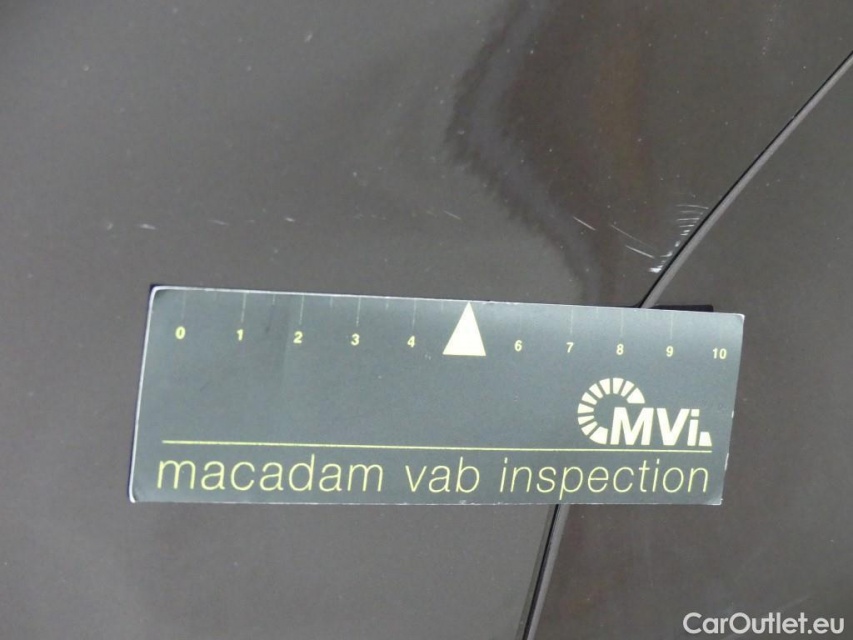 0 1 2 3 4 6 7 8 9 10
MVi
macadam vab inspection
CarOutlet.eu